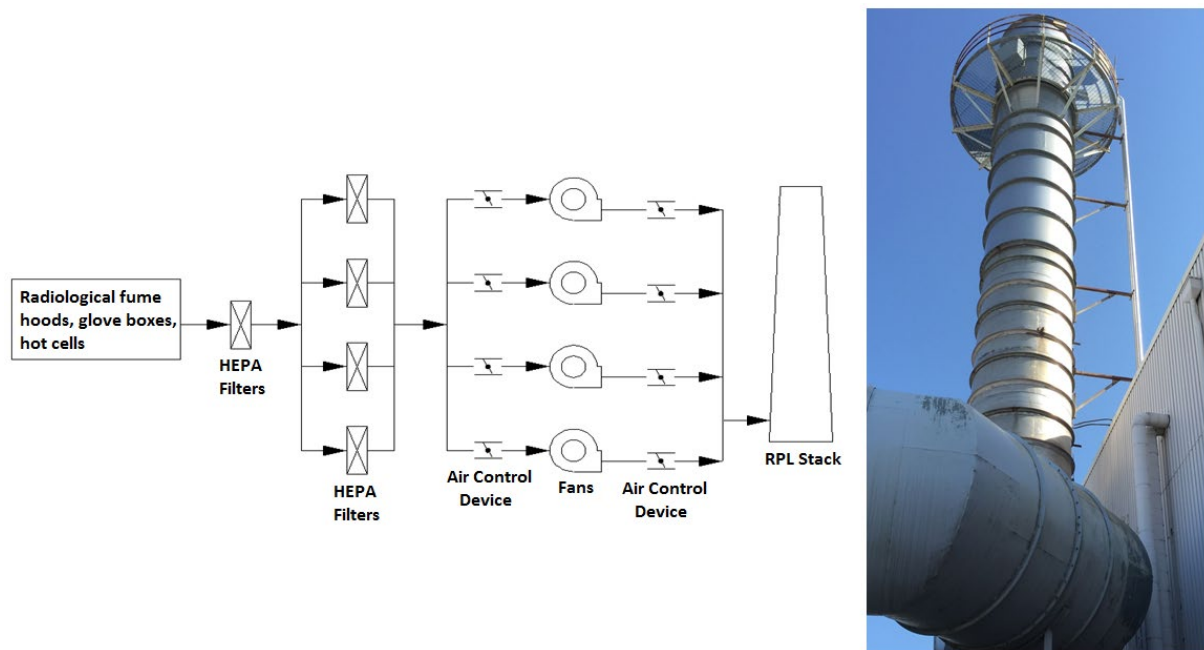 Radiological fume
hoods, glove boxes,
hot cells
HEPA
Filters
HEPA
Filters
Air Control
Device
Fans
Air Control
Device
RPL Stack